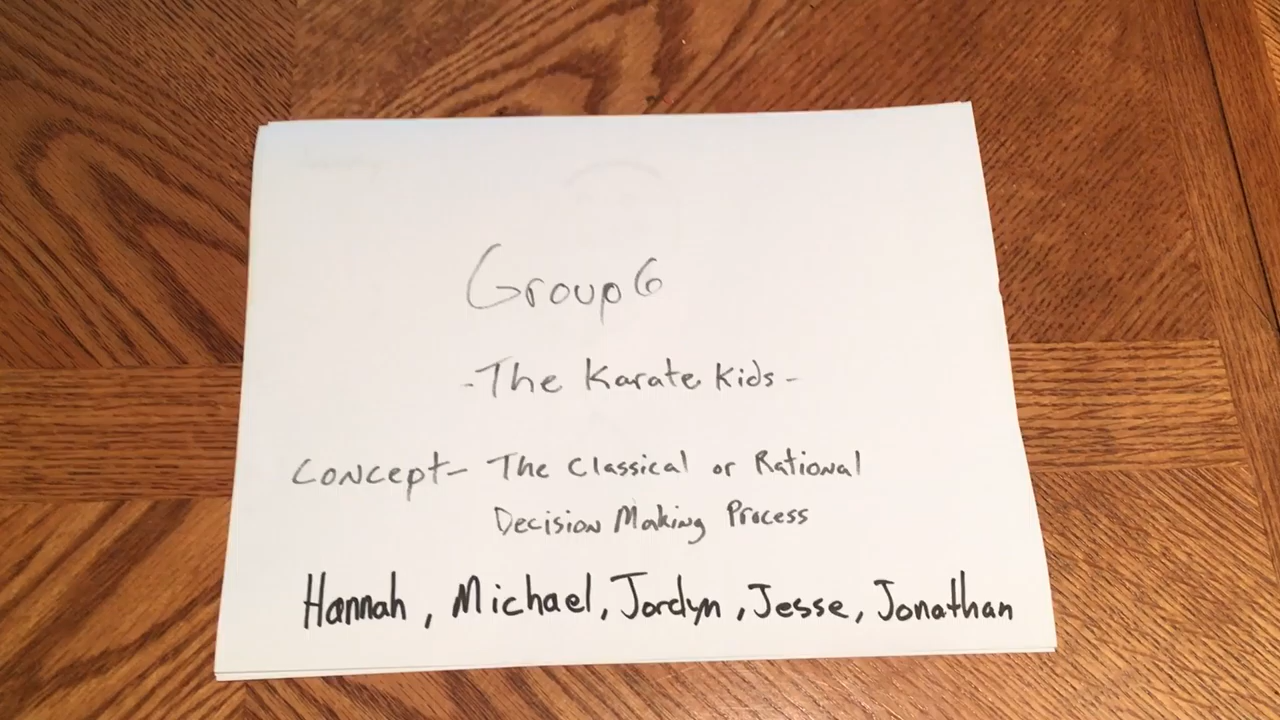 Group 6
-The Karate Kids-
Concept- The Classical or Rational
Decision Making Process
Hannah, Michael, Jordyn, Jesse, Jonathan